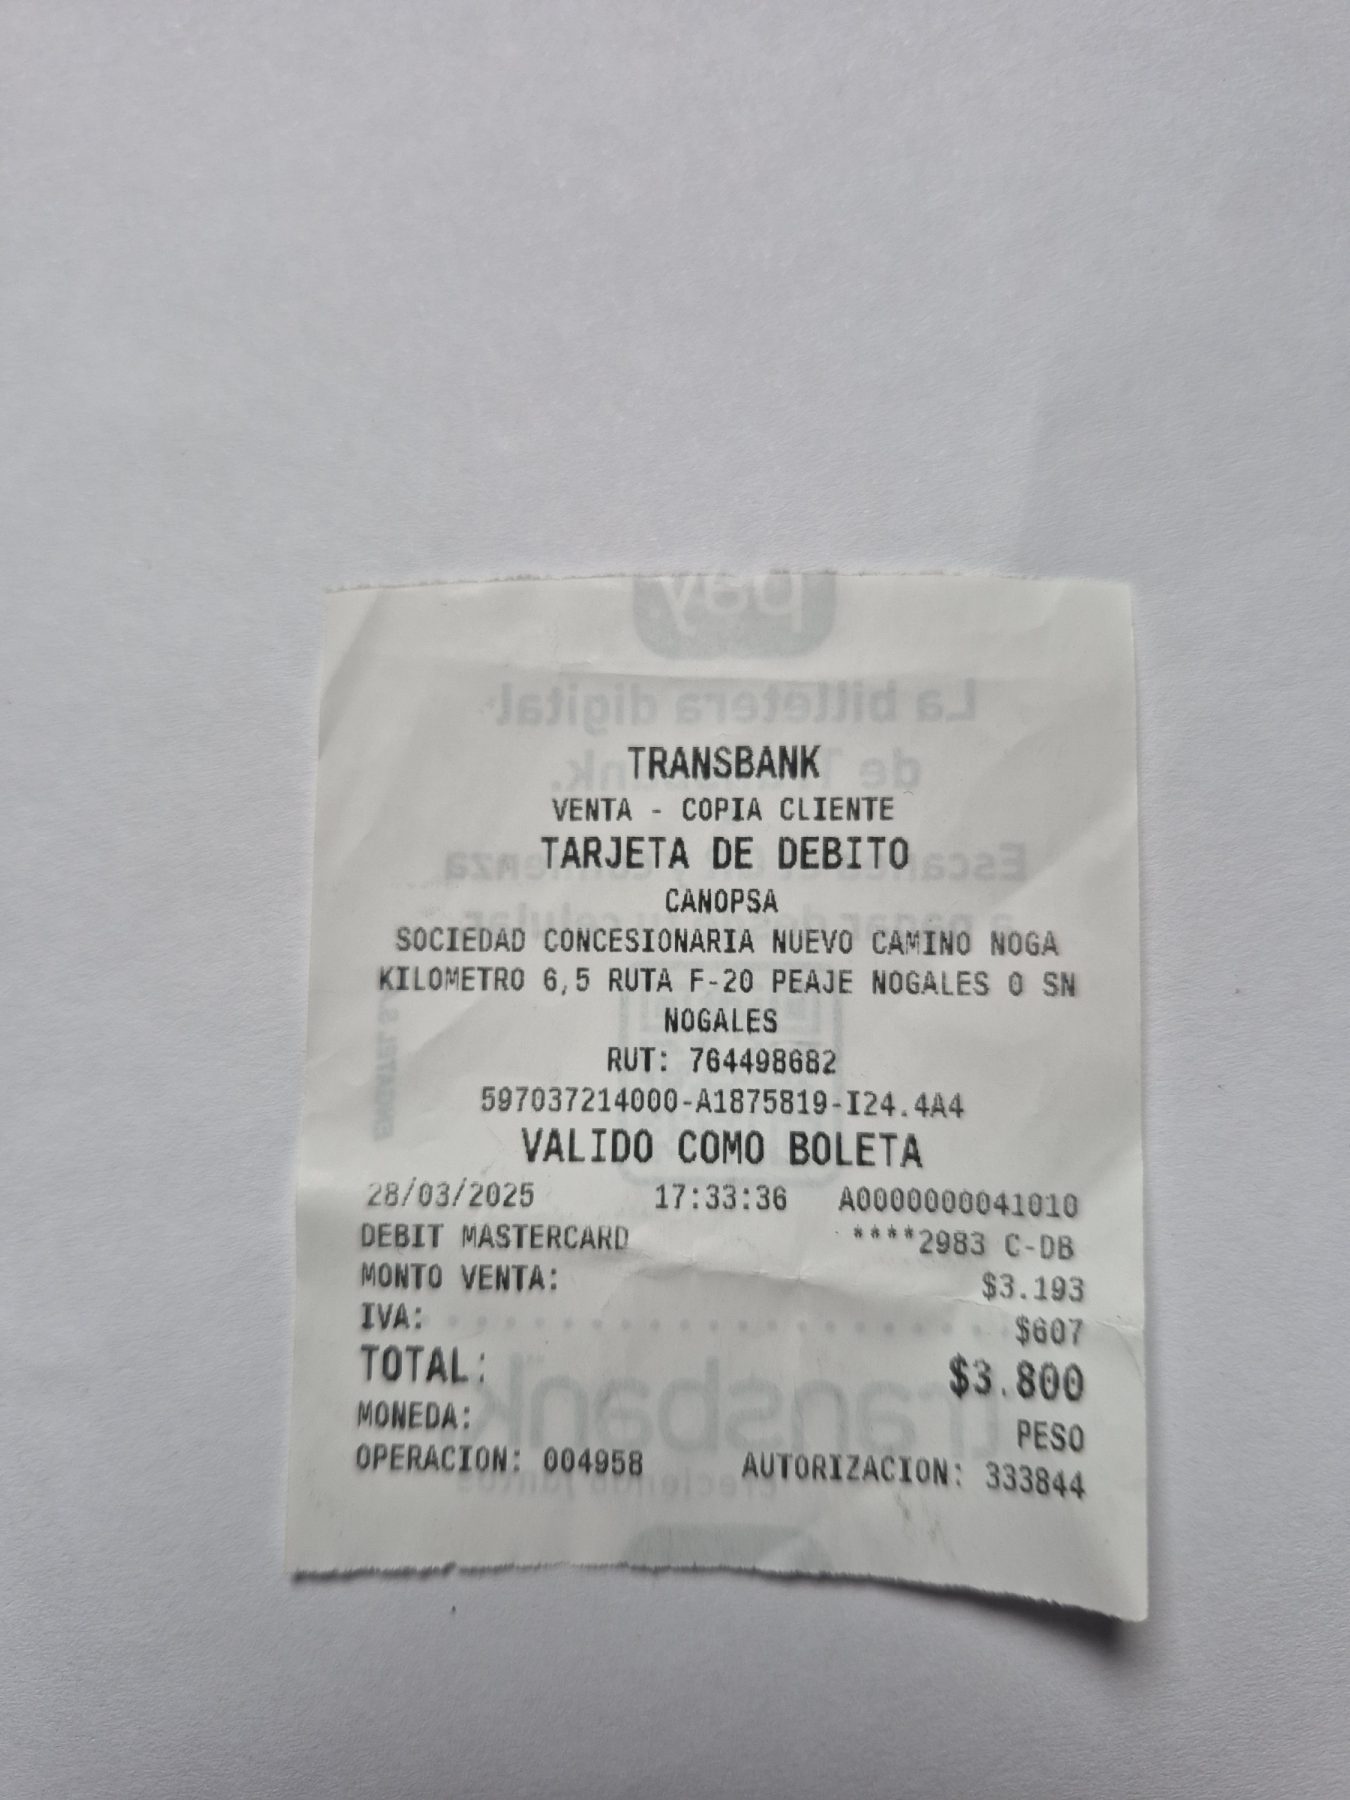 TRANSBANK
VENTA - COPIA CLIENTE
TARJETA DE DEBITO
CANOPSA
SOCIEDAD CONCESIONARIA NUEVO CAMINO NOGA
KILOMETRO 6,5 RUTA F-20 PEAJE NOGALES 0 SN
NOGALES
RUT: 764498682
597037214000-A1875819-I24.4A4
VALIDO COMO BOLETA
28/03/2025 17:33:36 A0000000041010
DEBIT MASTERCARD ****2983 C-DB
MONTO VENTA: $3.193
IVA: $607
TOTAL: $3.800
MONEDA: PESO
OPERACION: 004958 AUTORIZACION: 333844